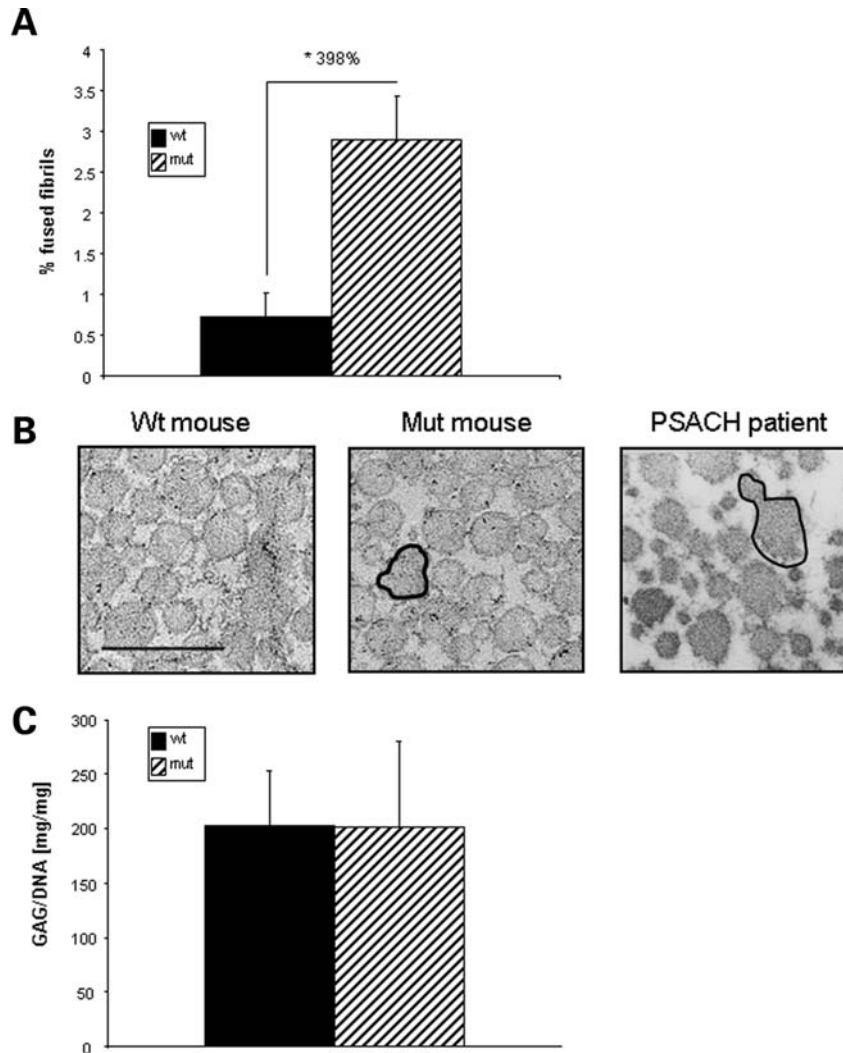 A
* 398%
4
3.5
3
2.5
2
1.5
1
0.5
0
% fused fibrils
wt
mut
B
Wt mouse
Mut mouse
PSACH patient
C
300
250
200
150
100
50
0
GAG/DNA [mg/mg]
wt
mut